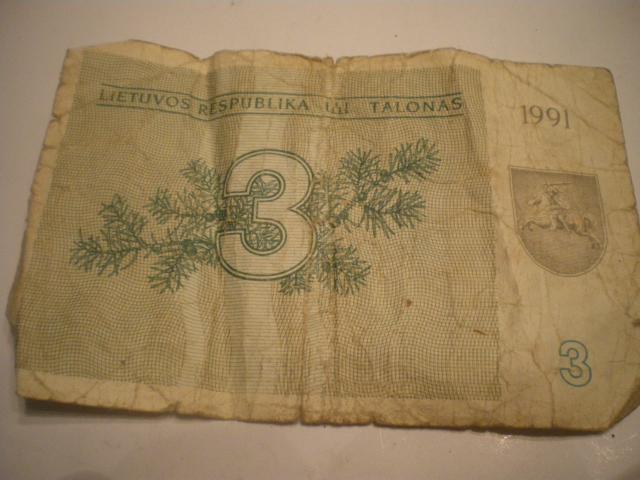 LIETUVOS RESPUBLIKA TALONAS
1991
3
3